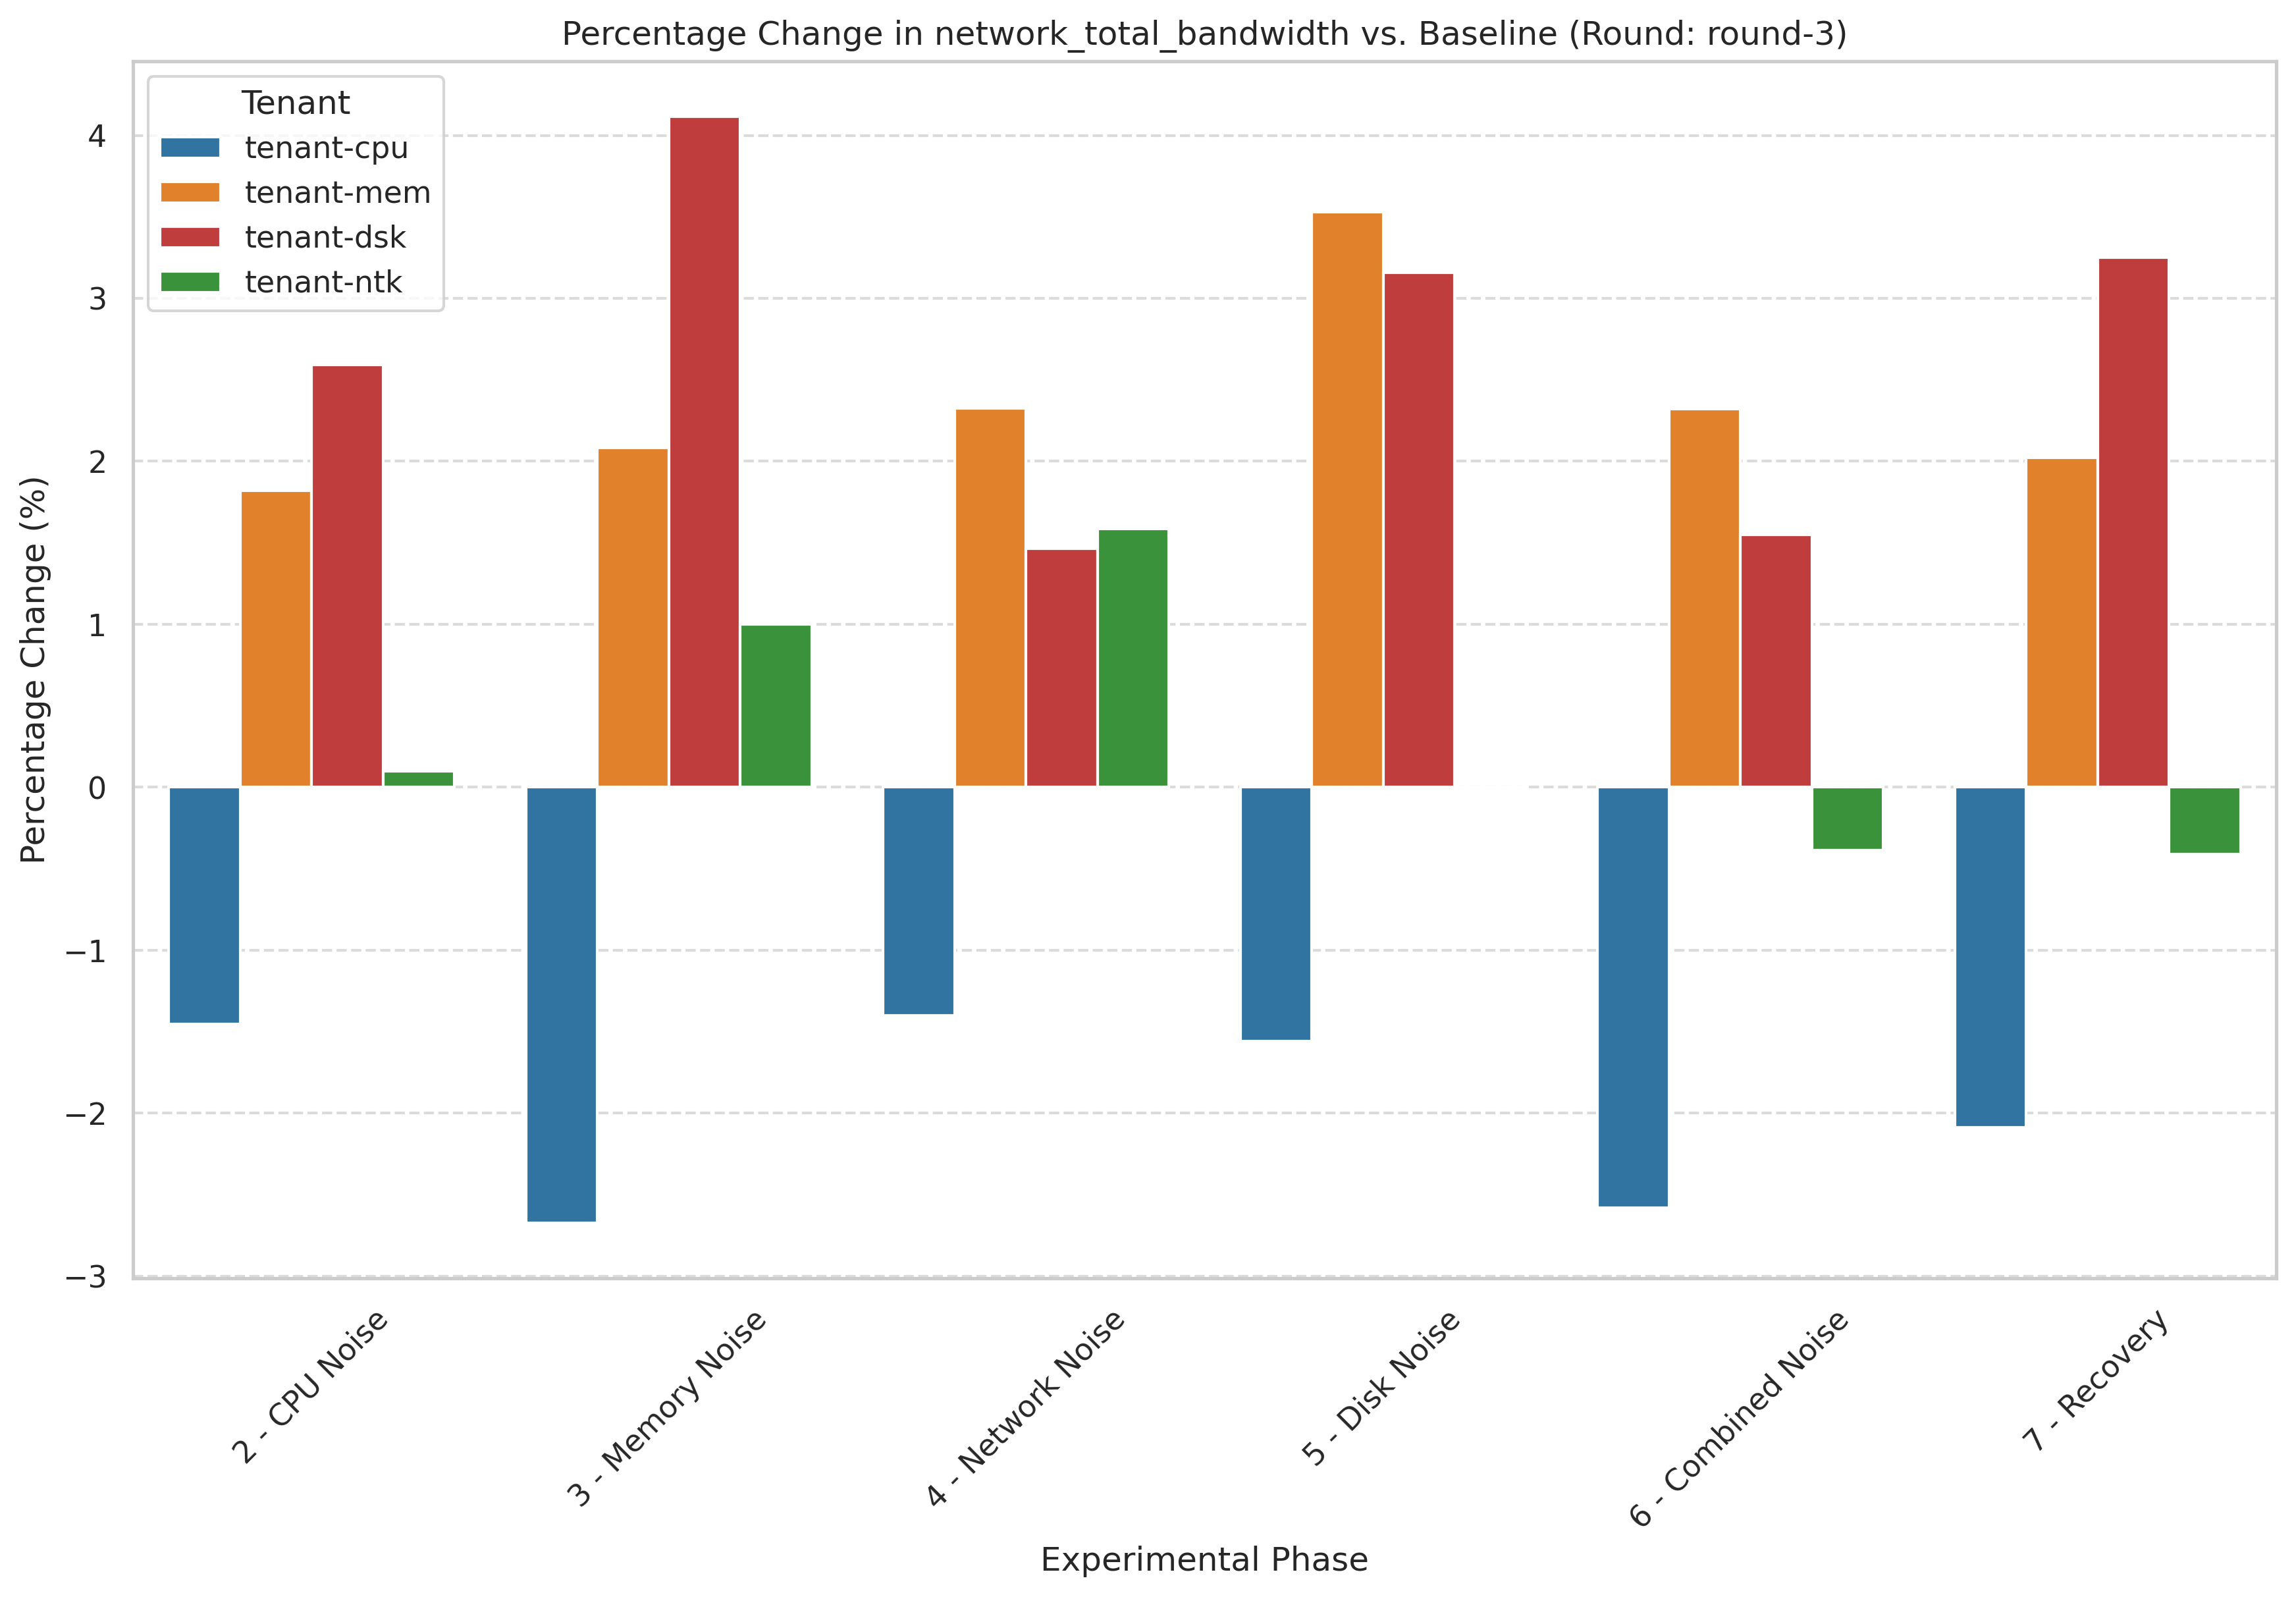 Percentage Change in network_total_bandwidth vs. Baseline (Round: round-3)
Tenant
tenant-cpu
tenant-mem
tenant-dsk
tenant-ntk
Percentage Change (%)
4
3
2
1
0
−1
−2
−3
2 - CPU Noise
3 - Memory Noise
4 - Network Noise
5 - Disk Noise
6 - Combined Noise
7 - Recovery
Experimental Phase